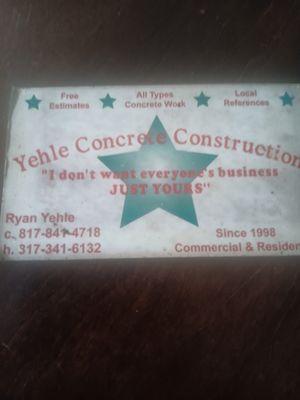 Free Estimates
All Types Concrete Work
Local References
Yehle Concrete Construction
"I don't want everyone's business
JUST YOURS"
Ryan Yehle
c. 817-841-4718
h. 317-341-6132
Since 1998
Commercial & Residen